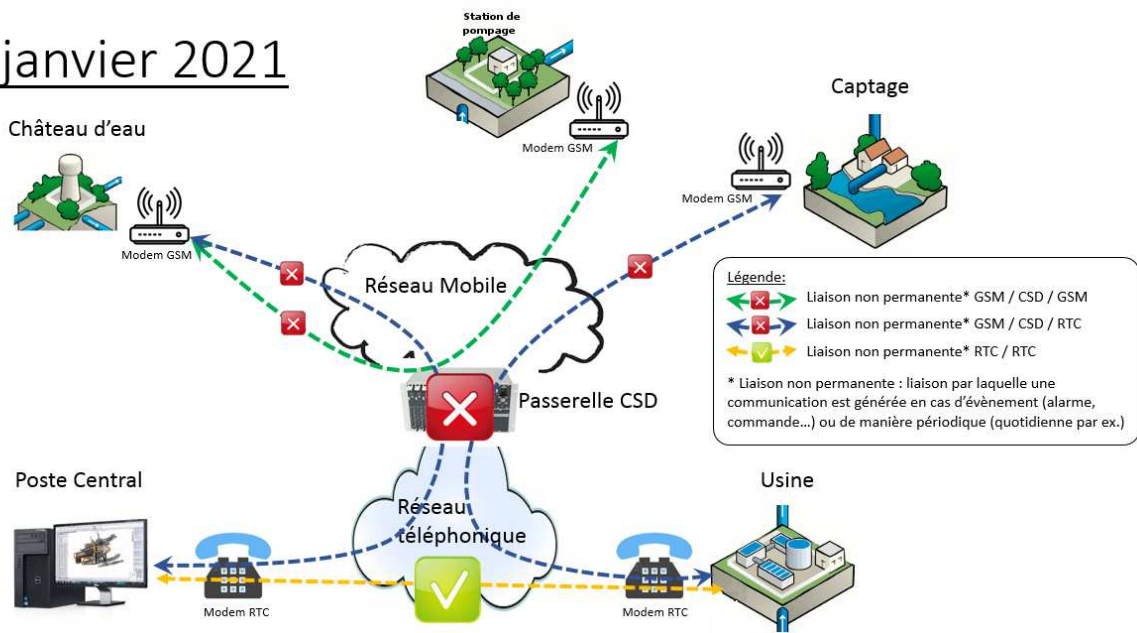 janvier 2021
Station de
pompage
Captage
Château d'eau
Modem GSM
Modem GSM
Modem GSM
Réseau Mobile
Légende:
Liaison non permanente* GSM / CSD / GSM
Liaison non permanente* GSM / CSD / RTC
Liaison non permanente* RTC / RTC
* Liaison non permanente : liaison par laquelle une
communication est générée en cas d'évènement (alarme,
commande...) ou de manière périodique (quotidienne par ex.)
Passerelle CSD
Poste Central
Usine
Réseau
téléphonique
Modem RTC
Modem RTC